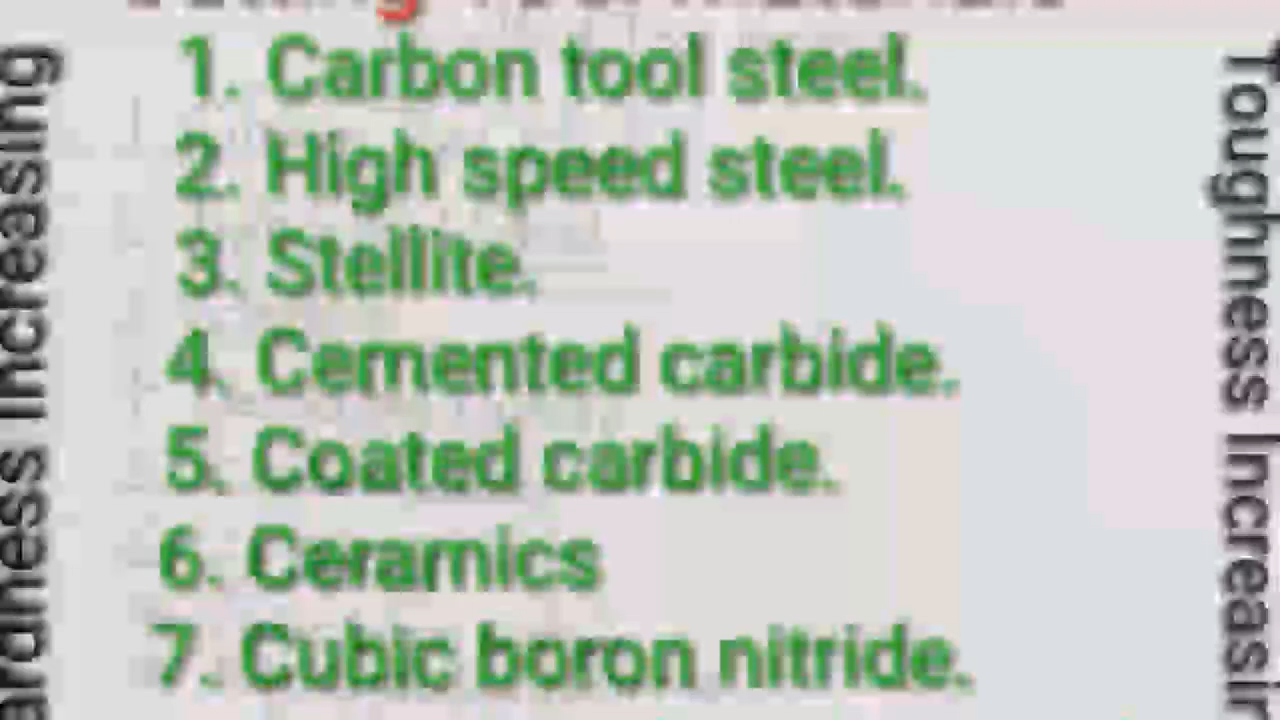 1. Carbon tool steel.
2. High speed steel.
3. Stellite.
4. Cemented carbide.
5. Coated carbide.
6. Ceramics
7. Cubic boron nitride.
Increasing
Toughness